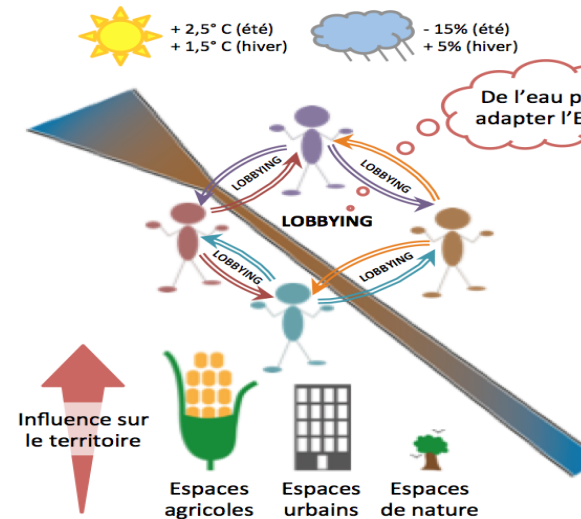 + 2,5° C (été)
+ 1,5° C (hiver)
- 15% (été)
+ 5% (hiver)
De l'eau p
adapter l'E
LOBBYING
LOBBYING
LOBBYING
LOBBYING
LOBBYING
Influence sur
le territoire
Espaces
agricoles
Espaces
urbains
Espaces
de nature